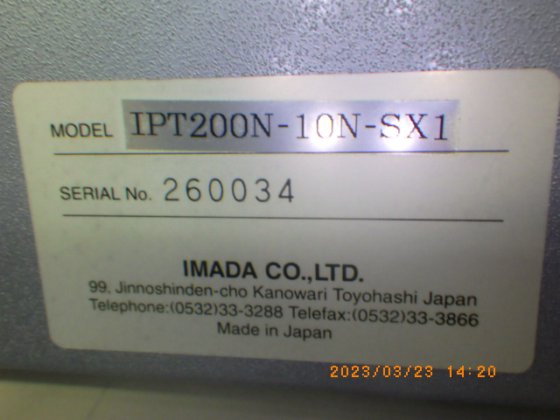 MODEL IPT200N-10N-SX1
SERIAL No. 260034
IMADA CO.,LTD.
99, Jinnoshinden-cho Kanowari Toyohashi Japan
Telephone:(0532)33-3288 Telefax:(0532)33-3866
Made in Japan
2023/03/23 14:20